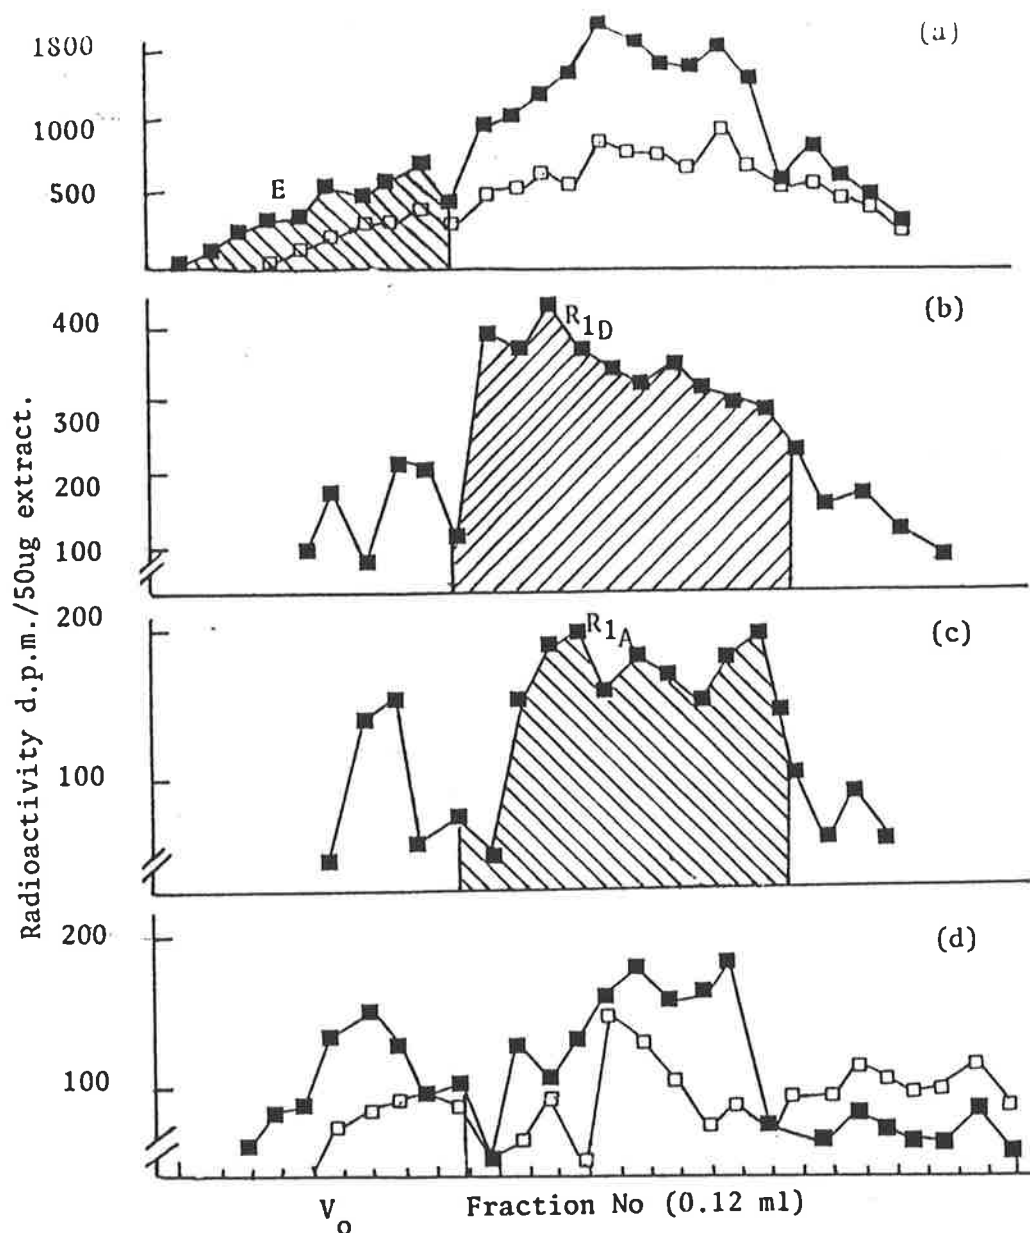 (a)
1800
1000
500
E
(b)
400
300
200
100
R1D
(c)
200
100
R1A
(d)
200
100
Radioactivity d.p.m./50ug extract.
Vo
Fraction No (0.12 ml)